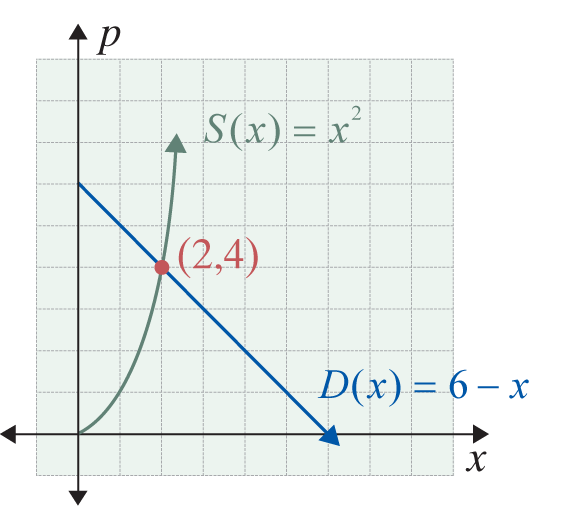 p
S(x) = x²
(2,4)
D(x) = 6 – x
x